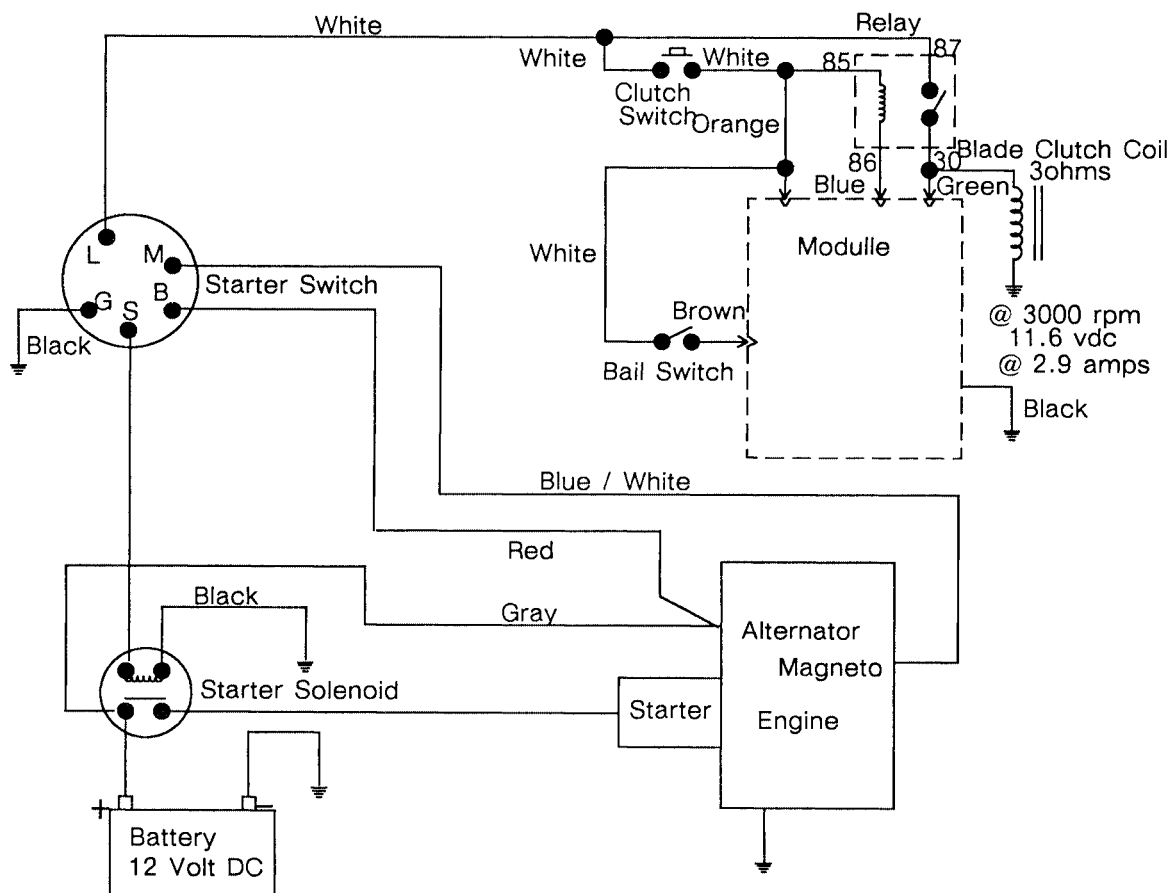 White
Relay
White
White
85
87
Clutch
Switch
Orange
86
30
Blade Clutch Coil
3ohms
Blue
Green
L
M
Starter Switch
G
S
B
Black
White
Modulle
Brown
Bail Switch
@ 3000 rpm
11.6 vdc
@ 2.9 amps
Black
Blue / White
Red
Black
Gray
Alternator
Magneto
Starter Solenoid
Starter
Engine
+
−
Battery
12 Volt DC